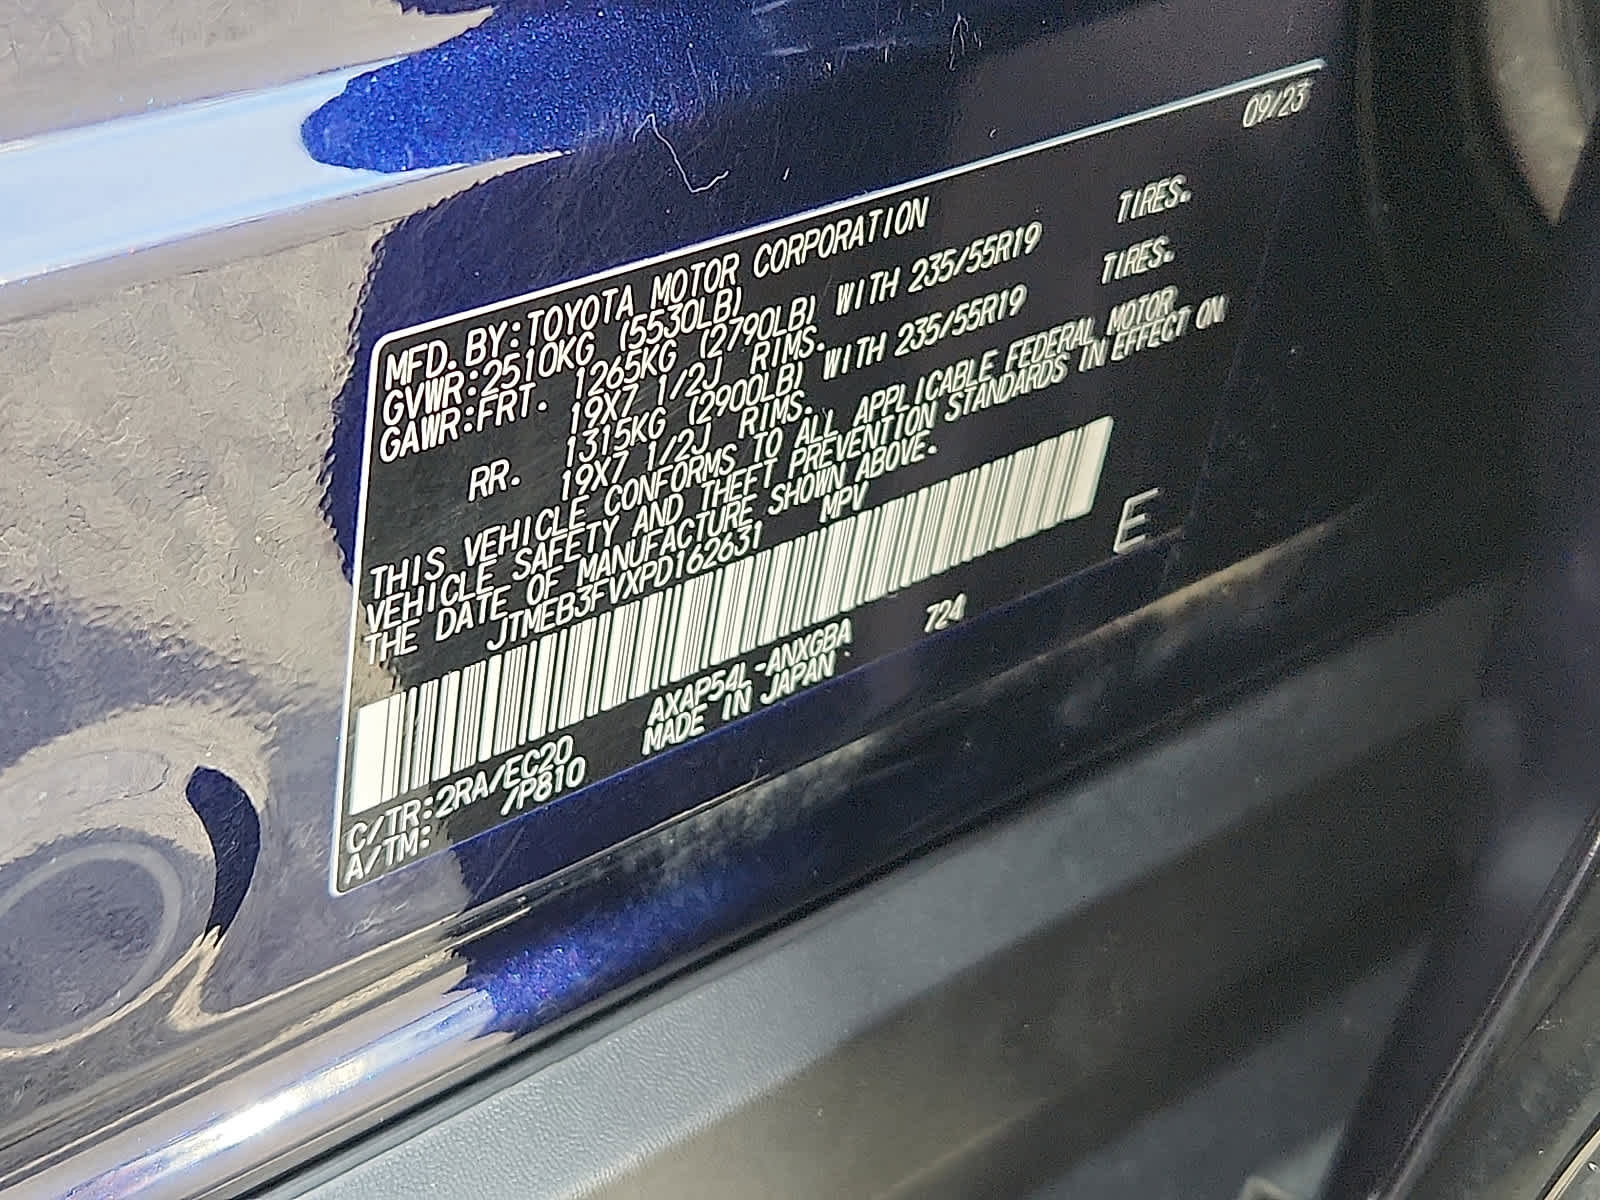 09/23
MFD. BY: TOYOTA MOTOR CORPORATION
GVWR: 2510KG (5530LB)
GAWR: FRT. 1265KG (2790LB) WITH 235/55R19 TIRES.
19X7 1/2J RIMS.
RR. 1315KG (2900LB) WITH 235/55R19 TIRES.
19X7 1/2J RIMS.
THIS VEHICLE CONFORMS TO ALL APPLICABLE FEDERAL MOTOR
VEHICLE SAFETY AND THEFT PREVENTION STANDARDS IN EFFECT ON
THE DATE OF MANUFACTURE SHOWN ABOVE.
JTMEB3FVXPD162631 MPV
E
AXAP54L-ANXGBA 724
MADE IN JAPAN
C/TR: 2RA/EC20
A/TM: /P810